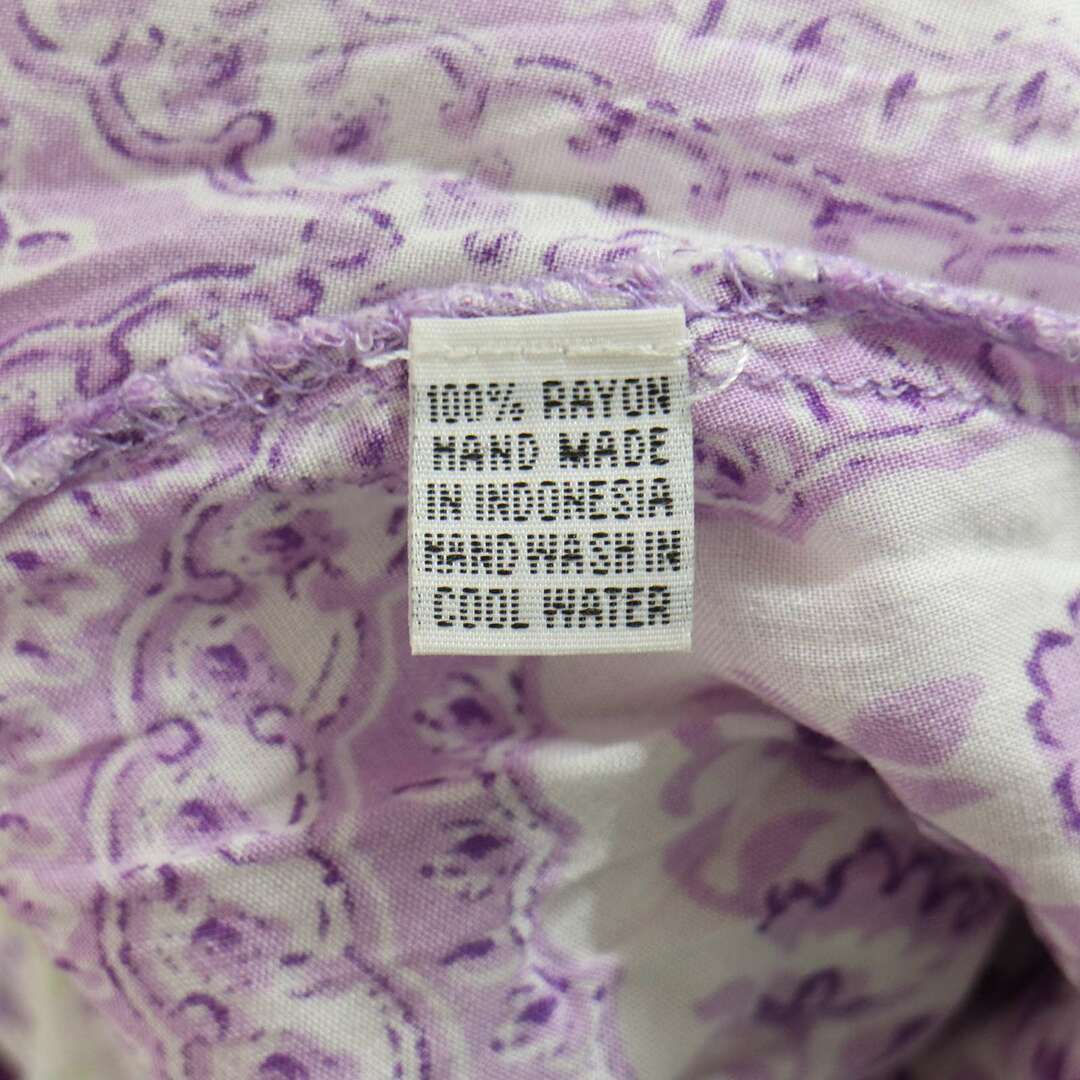 100% RAYON
HAND MADE
IN INDONESIA
HAND WASH IN
COOL WATER